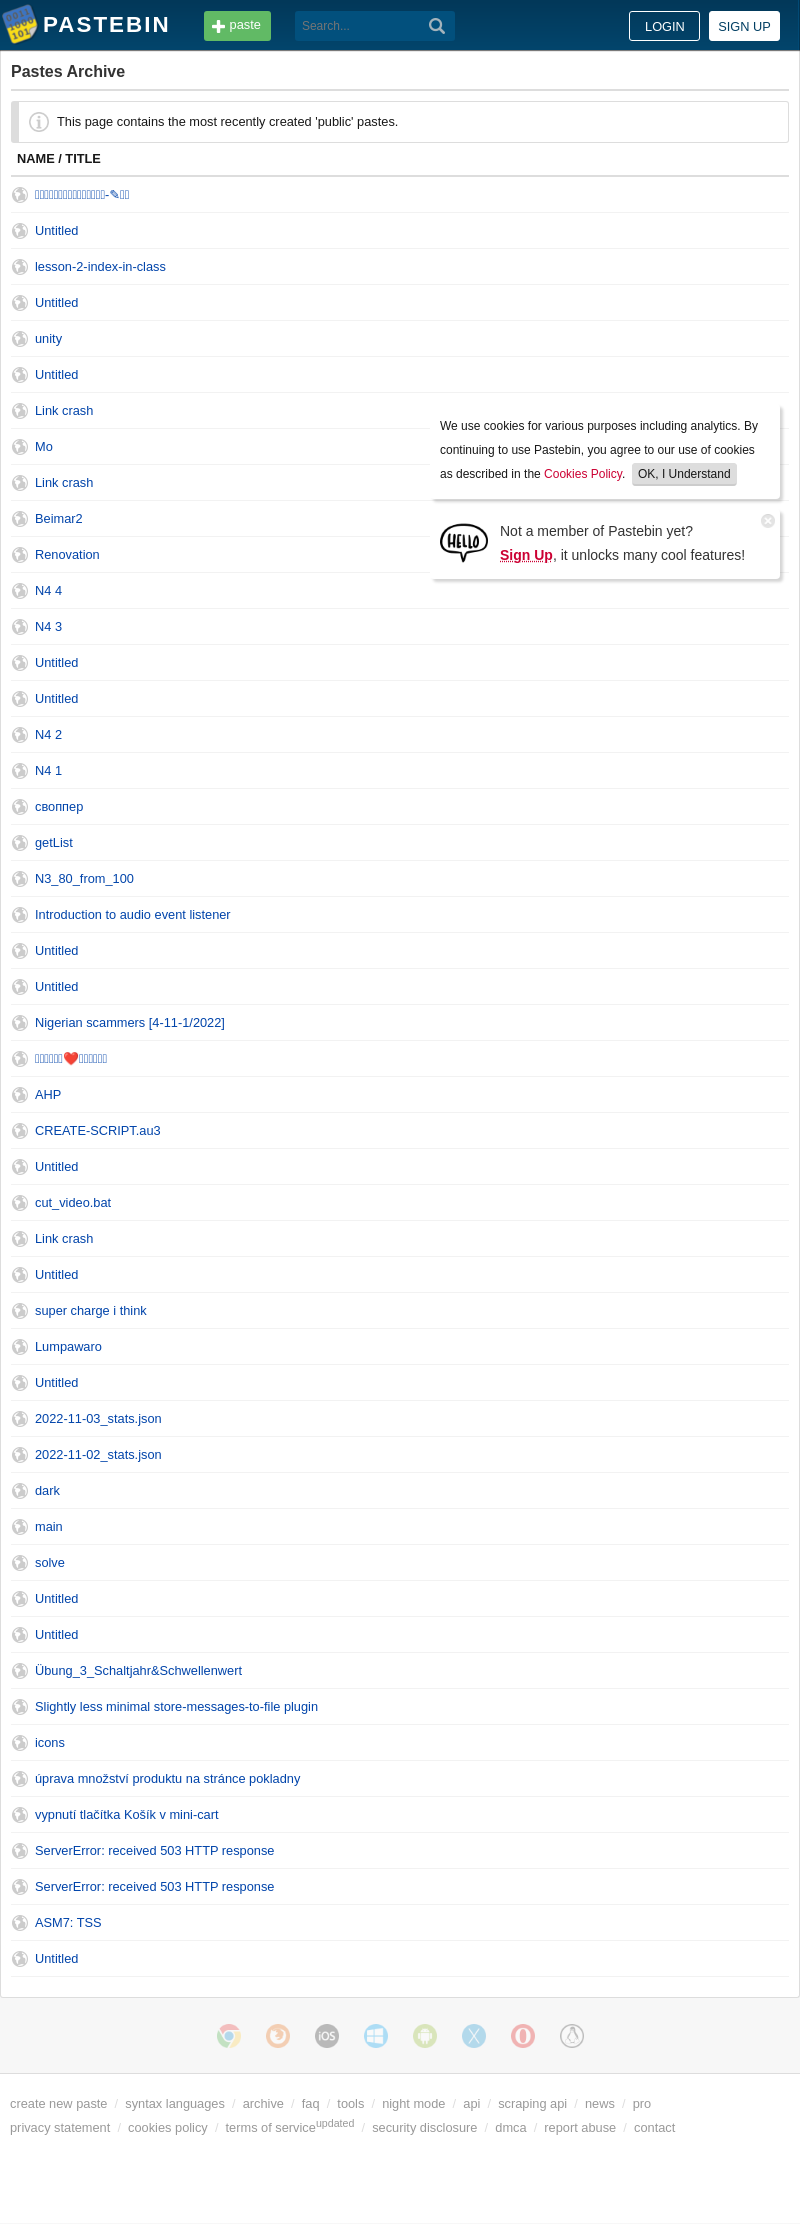 PASTEBIN paste Search... LOGIN SIGN UP
Pastes Archive
This page contains the most recently created 'public' pastes.
NAME / TITLE
-✎
Untitled
lesson-2-index-in-class
Untitled
unity
Untitled
Link crash
Mo
Link crash
Beimar2
Renovation
We use cookies for various purposes including analytics. By
continuing to use Pastebin, you agree to our use of cookies
as described in the Cookies Policy. OK, I Understand
HELLO
Not a member of Pastebin yet?
Sign Up, it unlocks many cool features!
N4 4
N4 3
Untitled
Untitled
N4 2
N4 1
своппер
getList
N3_80_from_100
Introduction to audio event listener
Untitled
Untitled
Nigerian scammers [4-11-1/2022]
❤️
AHP
CREATE-SCRIPT.au3
Untitled
cut_video.bat
Link crash
Untitled
super charge i think
Lumpawaro
Untitled
2022-11-03_stats.json
2022-11-02_stats.json
dark
main
solve
Untitled
Untitled
Übung_3_Schaltjahr&Schwellenwert
Slightly less minimal store-messages-to-file plugin
icons
úprava množství produktu na stránce pokladny
vypnutí tlačítka Košík v mini-cart
ServerError: received 503 HTTP response
ServerError: received 503 HTTP response
ASM7: TSS
Untitled
iOS
create new paste / syntax languages / archive / faq / tools / night mode / api / scraping api / news / pro
privacy statement / cookies policy / terms of service updated / security disclosure / dmca / report abuse / contact